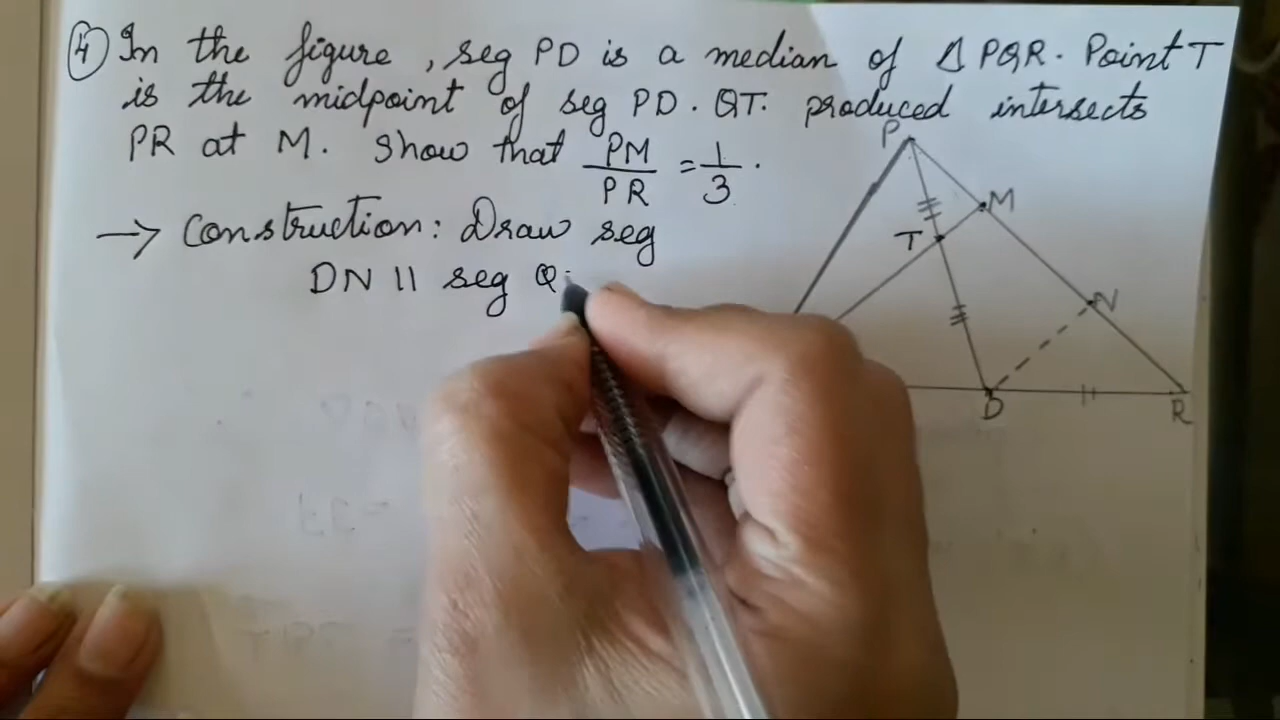 4 In the figure, seg PD is a median of Δ PQR. Point T
is the midpoint of seg PD. QT. produced intersects
PR at M. Show that PM/PR = 1/3.
→ Construction: Draw seg
DN || seg Q
P
M
T
N
D
R